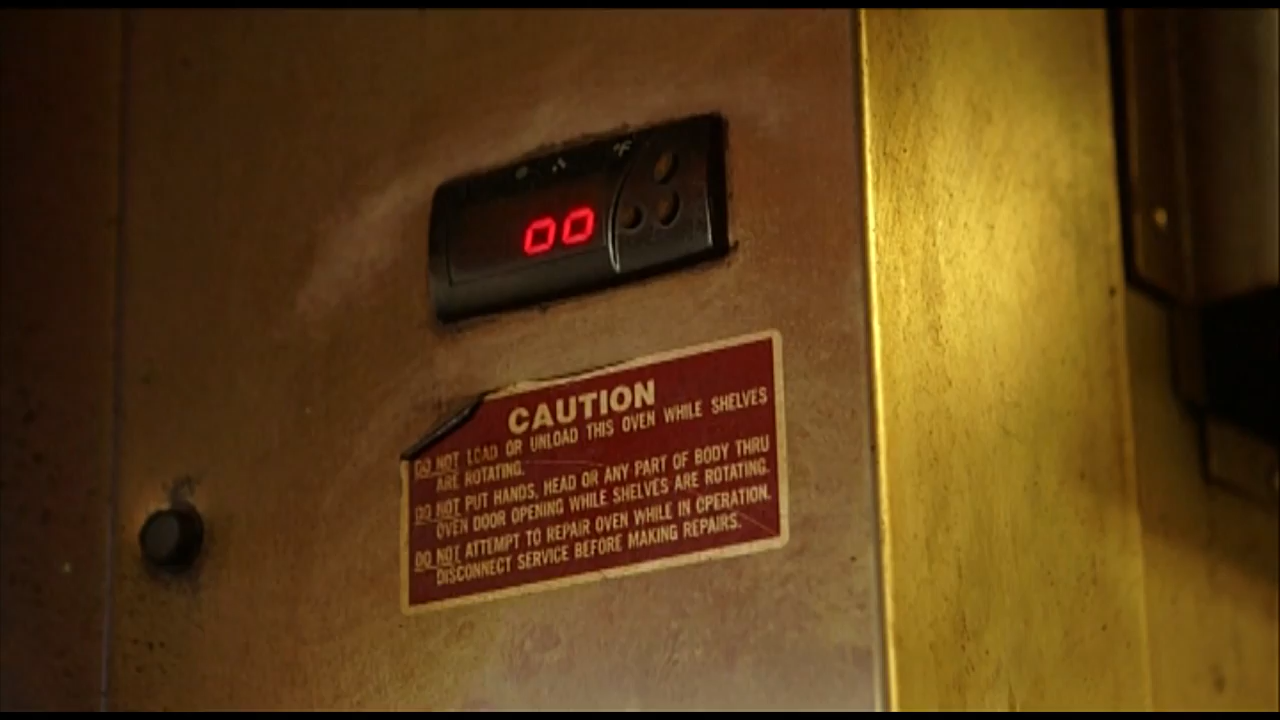 °F
00
CAUTION
DO NOT LOAD OR UNLOAD THIS OVEN WHILE SHELVES
ARE ROTATING.
DO NOT PUT HANDS, HEAD OR ANY PART OF BODY THRU
OVEN DOOR OPENING WHILE SHELVES ARE ROTATING.
DO NOT ATTEMPT TO REPAIR OVEN WHILE IN OPERATION.
DISCONNECT SERVICE BEFORE MAKING REPAIRS.